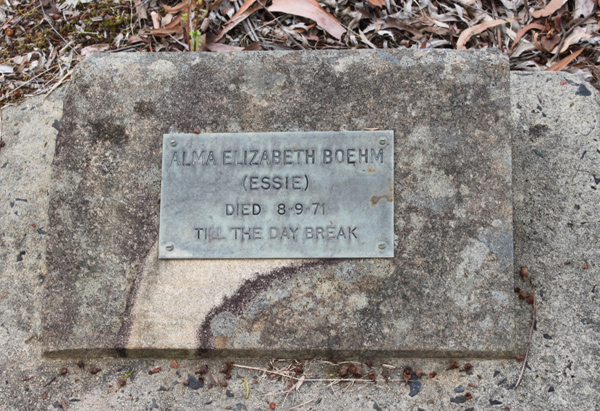 ALMA ELIZABETH BOEHM
(ESSIE)
DIED 8·9·71
TILL THE DAY BREAK